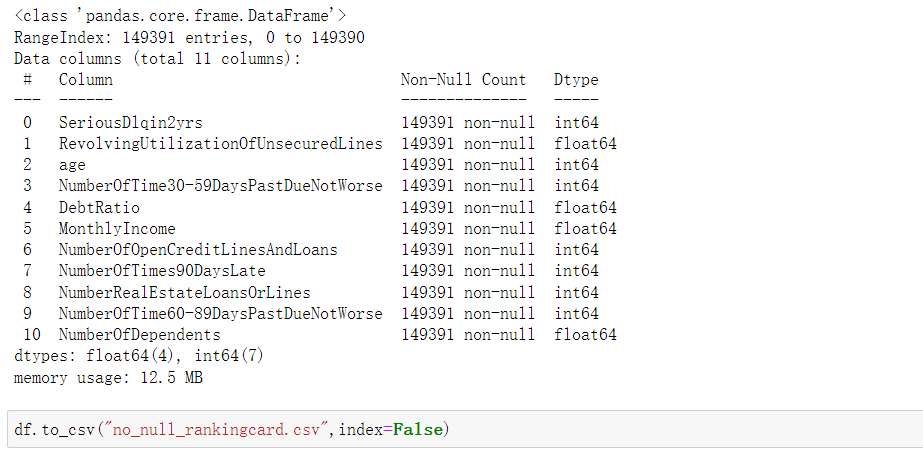 <class 'pandas.core.frame.DataFrame'>
RangeIndex: 149391 entries, 0 to 149390
Data columns (total 11 columns):
 #   Column                                Non-Null Count   Dtype
---  ------                                --------------   -----
 0   SeriousDlqin2yrs                      149391 non-null  int64
 1   RevolvingUtilizationOfUnsecuredLines  149391 non-null  float64
 2   age                                   149391 non-null  int64
 3   NumberOfTime30-59DaysPastDueNotWorse  149391 non-null  int64
 4   DebtRatio                             149391 non-null  float64
 5   MonthlyIncome                         149391 non-null  float64
 6   NumberOfOpenCreditLinesAndLoans       149391 non-null  int64
 7   NumberOfTimes90DaysLate               149391 non-null  int64
 8   NumberRealEstateLoansOrLines          149391 non-null  int64
 9   NumberOfTime60-89DaysPastDueNotWorse  149391 non-null  int64
 10  NumberOfDependents                    149391 non-null  float64
dtypes: float64(4), int64(7)
memory usage: 12.5 MB
df.to_csv("no_null_rankingcard.csv",index=False)